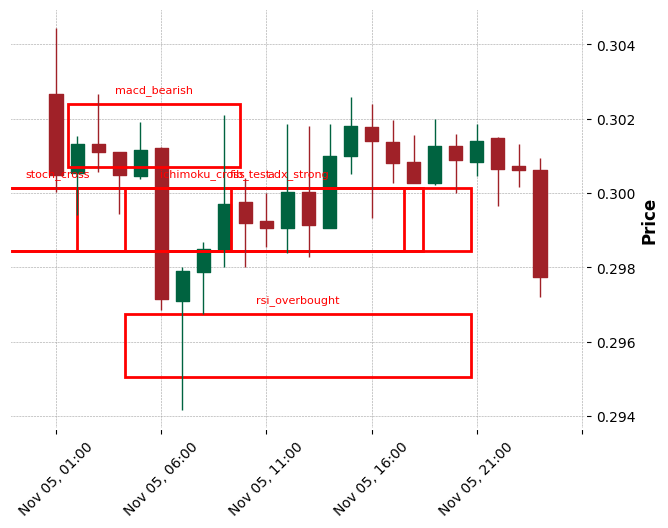 0.304
macd_bearish
0.302
stoch_cross
ichimoku_cross
fib_test
adx_strong
0.300
Price
0.298
rsi_overbought
0.296
0.294
Nov 05, 01:00
Nov 05, 06:00
Nov 05, 11:00
Nov 05, 16:00
Nov 05, 21:00